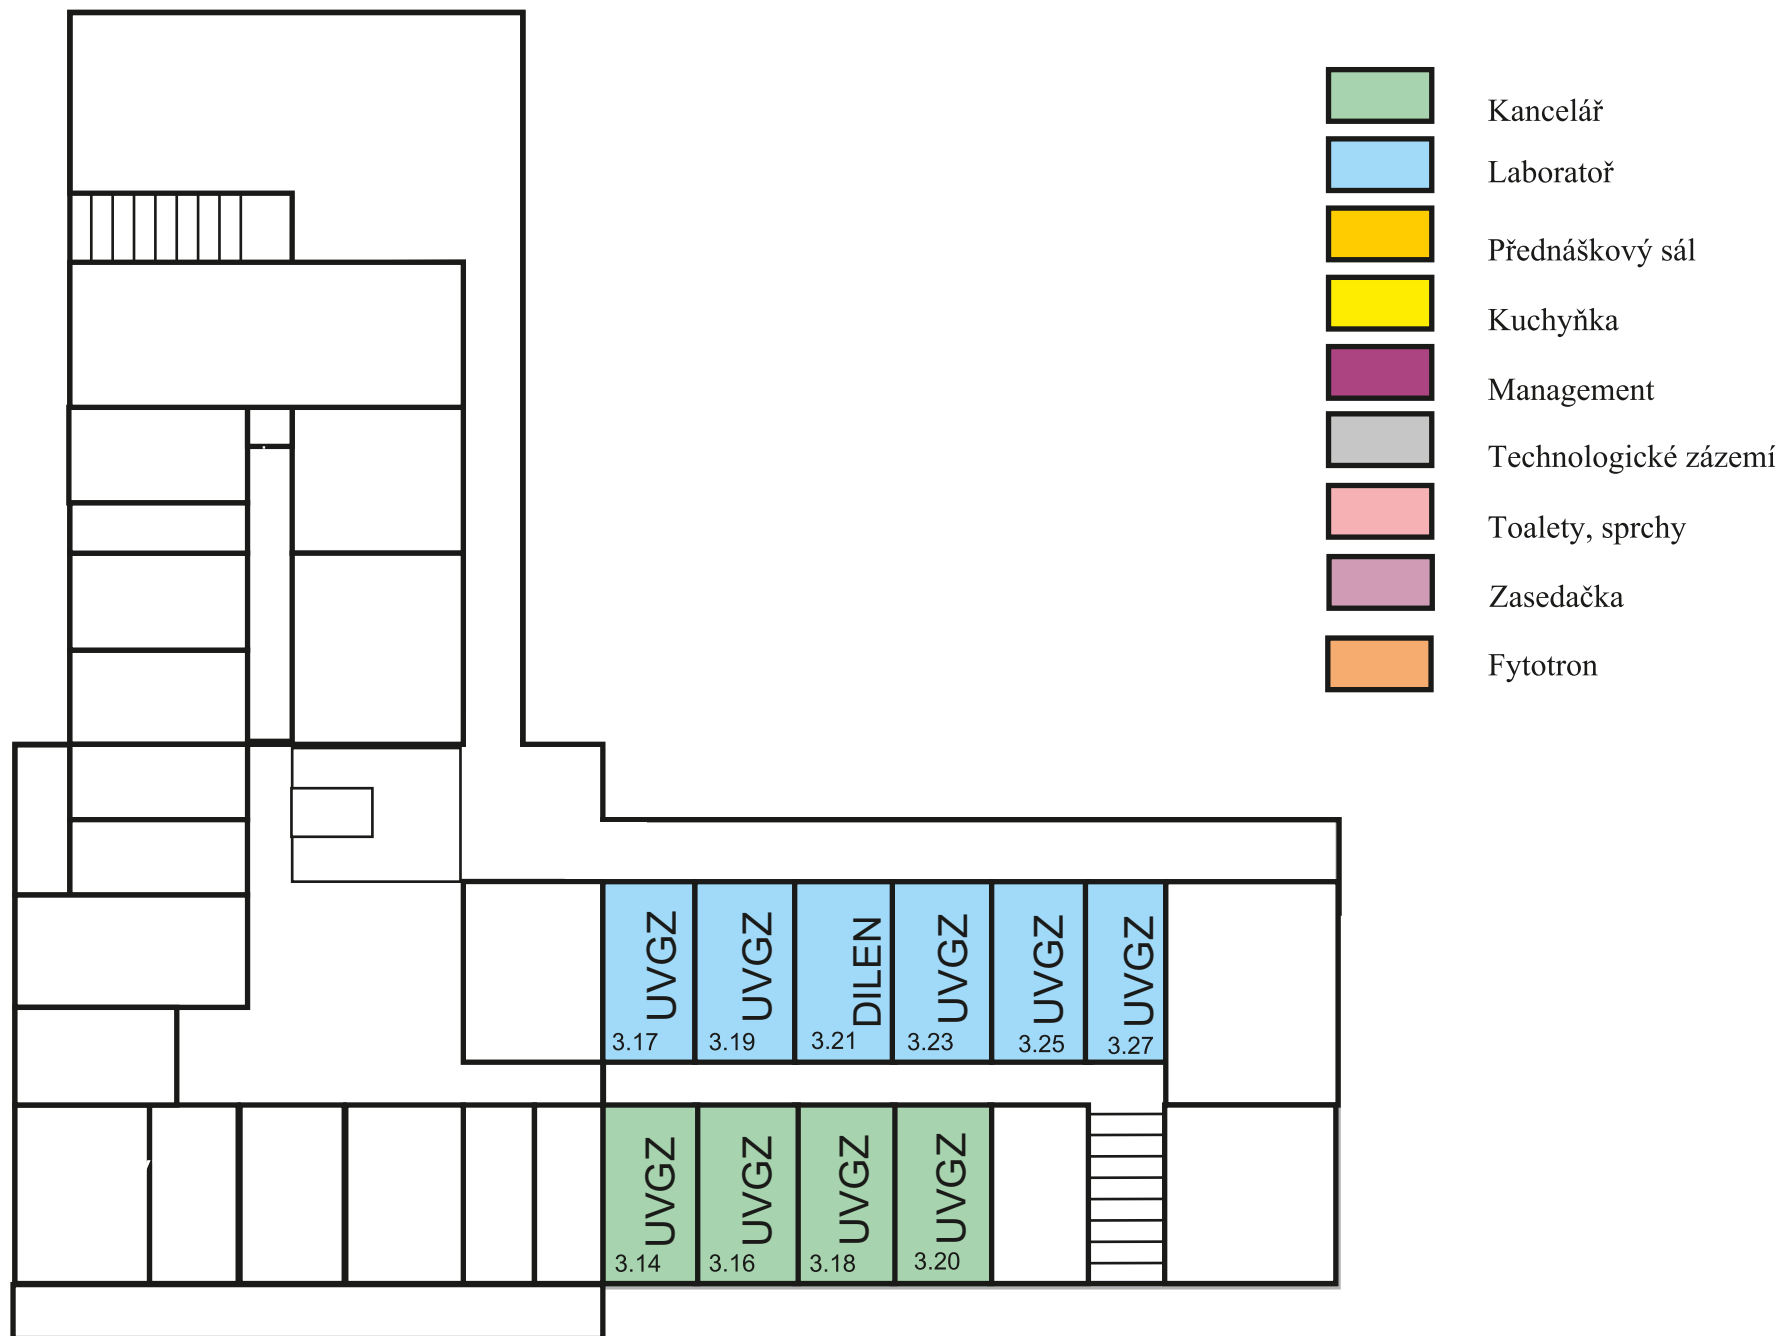 Kancelář
Laboratoř
Přednáškový sál
Kuchyňka
Management
Technologické zázemí
Toalety, sprchy
Zasedačka
Fytotron
UVGZ
3.17
UVGZ
3.19
DILEN
3.21
UVGZ
3.23
UVGZ
3.25
UVGZ
3.27
UVGZ
3.14
UVGZ
3.16
UVGZ
3.18
UVGZ
3.20